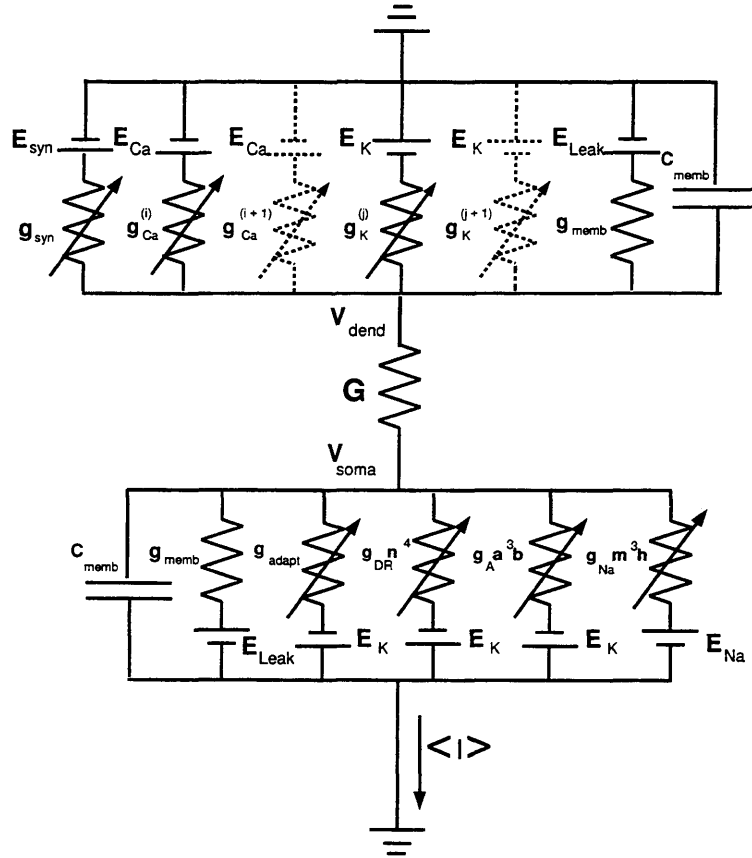 E_syn E_Ca E_Ca E_K E_K E_Leak C_memb
g_syn g_Ca^(i) g_Ca^(i + 1) g_K^(j) g_K^(j + 1) g_memb
V_dend
G
V_soma
C_memb g_memb g_adapt g_DR n^4 g_A a^3 b g_Na m^3 h
E_Leak E_K E_K E_K E_Na
<I>